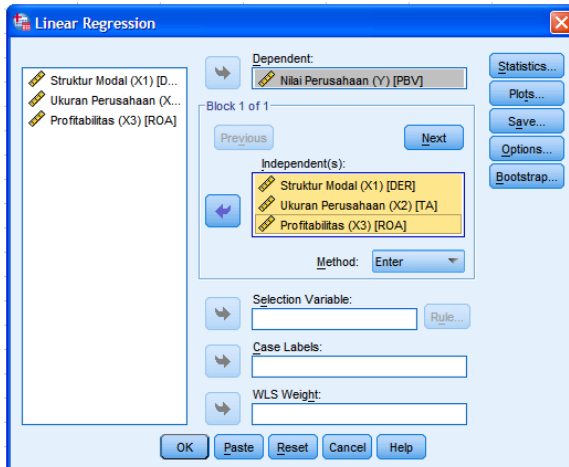 Linear Regression
Struktur Modal (X1) [D...
Ukuran Perusahaan (X...
Profitabilitas (X3) [ROA]
Dependent:
Nilai Perusahaan (Y) [PBV]
Block 1 of 1
Previous
Next
Independent(s):
Struktur Modal (X1) [DER]
Ukuran Perusahaan (X2) [TA]
Profitabilitas (X3) [ROA]
Method:
Enter
Selection Variable:
Rule...
Case Labels:
WLS Weight:
Statistics...
Plots...
Save...
Options...
Bootstrap...
OK
Paste
Reset
Cancel
Help